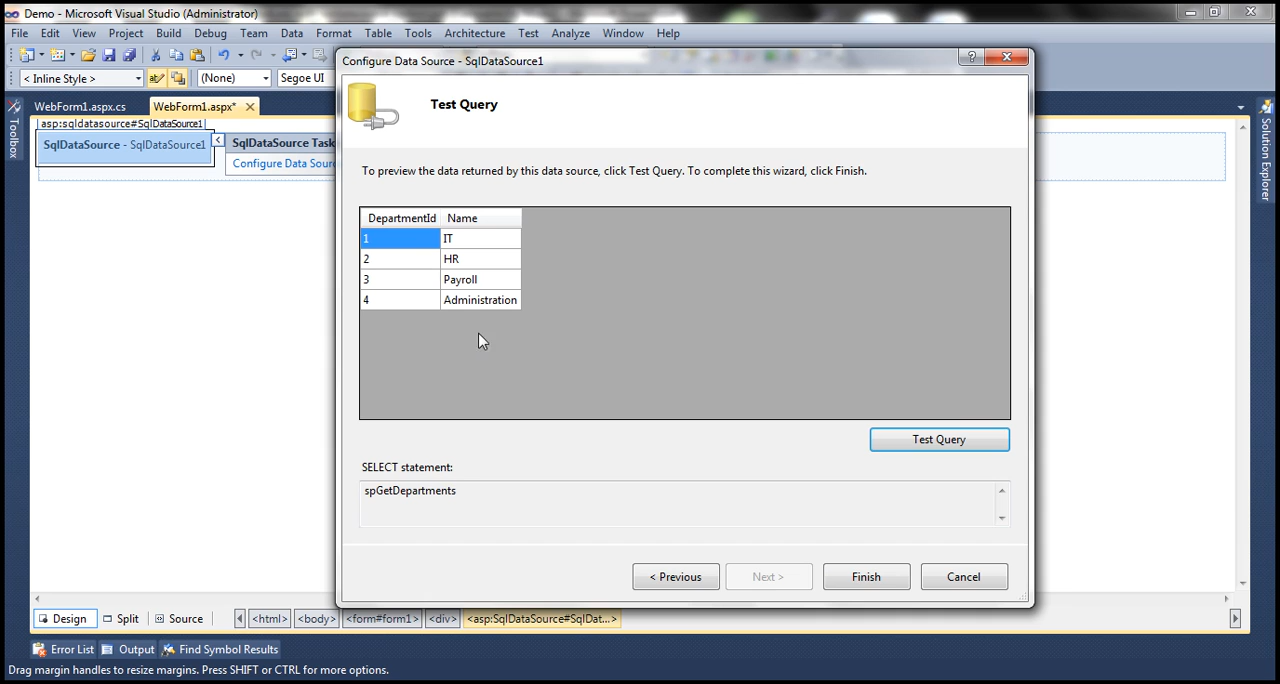 Demo - Microsoft Visual Studio (Administrator)
File Edit View Project Build Debug Team Data Format Table Tools Architecture Test Analyze Window Help
< Inline Style > (None) Segoe UI
Configure Data Source - SqlDataSource1
WebForm1.aspx.cs WebForm1.aspx*
asp:sqldatasource#SqlDataSource1
SqlDataSource - SqlDataSource1
SqlDataSource Task
Configure Data Sour
Toolbox
Solution Explorer
Test Query
To preview the data returned by this data source, click Test Query. To complete this wizard, click Finish.
DepartmentId Name
1 IT
2 HR
3 Payroll
4 Administration
Test Query
SELECT statement:
spGetDepartments
< Previous Next > Finish Cancel
Design Split Source <html> <body> <form#form1> <div> <asp:SqlDataSource#SqlDat...>
Error List Output Find Symbol Results
Drag margin handles to resize margins. Press SHIFT or CTRL for more options.